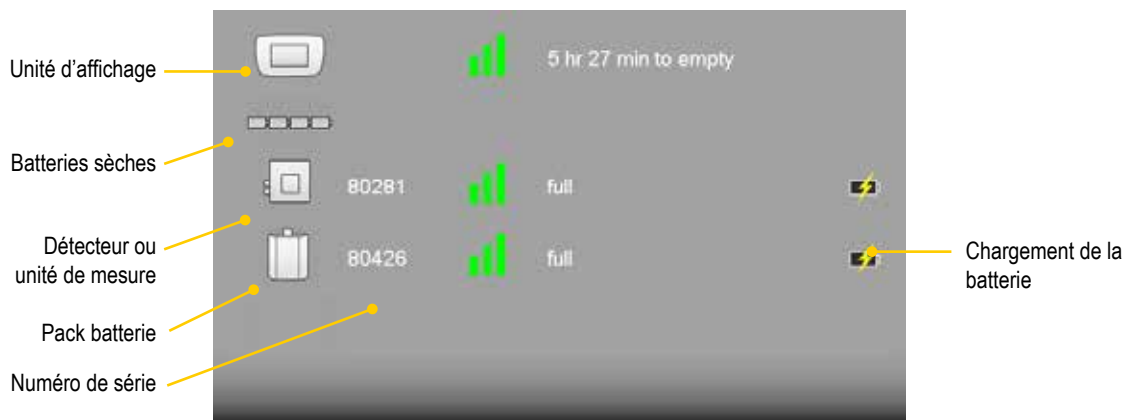 Unité d’affichage
5 hr 27 min to empty
Batteries sèches
80281 full
Détecteur ou
unité de mesure
80426 full
Chargement de la
batterie
Pack batterie
Numéro de série